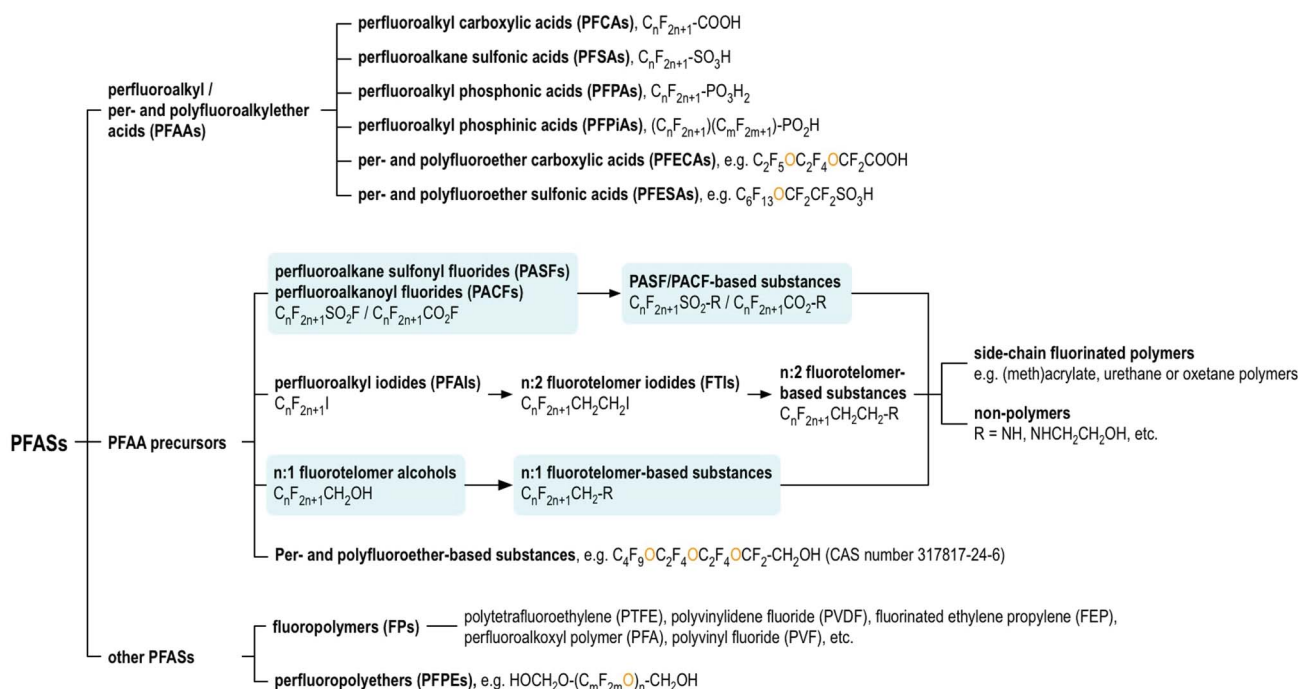 perfluoroalkyl carboxylic acids (PFCAs), CₙF₂ₙ₊₁-COOH
perfluoroalkane sulfonic acids (PFSAs), CₙF₂ₙ₊₁-SO₃H
perfluoroalkyl phosphonic acids (PFPAs), CₙF₂ₙ₊₁-PO₃H₂
perfluoroalkyl phosphinic acids (PFPiAs), (CₙF₂ₙ₊₁)(CₘF₂ₘ₊₁)-PO₂H
per- and polyfluoroether carboxylic acids (PFECAs), e.g. C₂F₅OC₂F₄OCF₂COOH
per- and polyfluoroether sulfonic acids (PFESAs), e.g. C₆F₁₃OCF₂CF₂SO₃H
perfluoroalkyl /
per- and polyfluoroalkylether
acids (PFAAs)
perfluoroalkane sulfonyl fluorides (PASFs)
perfluoroalkanoyl fluorides (PACFs)
CₙF₂ₙ₊₁SO₂F / CₙF₂ₙ₊₁CO₂F
PASF/PACF-based substances
CₙF₂ₙ₊₁SO₂-R / CₙF₂ₙ₊₁CO₂-R
perfluoroalkyl iodides (PFAIs)
CₙF₂ₙ₊₁I
n:2 fluorotelomer iodides (FTIs)
CₙF₂ₙ₊₁CH₂CH₂I
n:2 fluorotelomer-
based substances
CₙF₂ₙ₊₁CH₂CH₂-R
side-chain fluorinated polymers
e.g. (meth)acrylate, urethane or oxetane polymers
non-polymers
R = NH, NHCH₂CH₂OH, etc.
PFASs
PFAA precursors
n:1 fluorotelomer alcohols
CₙF₂ₙ₊₁CH₂OH
n:1 fluorotelomer-based substances
CₙF₂ₙ₊₁CH₂-R
Per- and polyfluoroether-based substances, e.g. C₄F₉OC₂F₄OC₂F₄OCF₂-CH₂OH (CAS number 317817-24-6)
other PFASs
fluoropolymers (FPs)
polytetrafluoroethylene (PTFE), polyvinylidene fluoride (PVDF), fluorinated ethylene propylene (FEP),
perfluoroalkoxyl polymer (PFA), polyvinyl fluoride (PVF), etc.
perfluoropolyethers (PFPEs), e.g. HOCH₂O-(CₘF₂ₘO)ₙ-CH₂OH